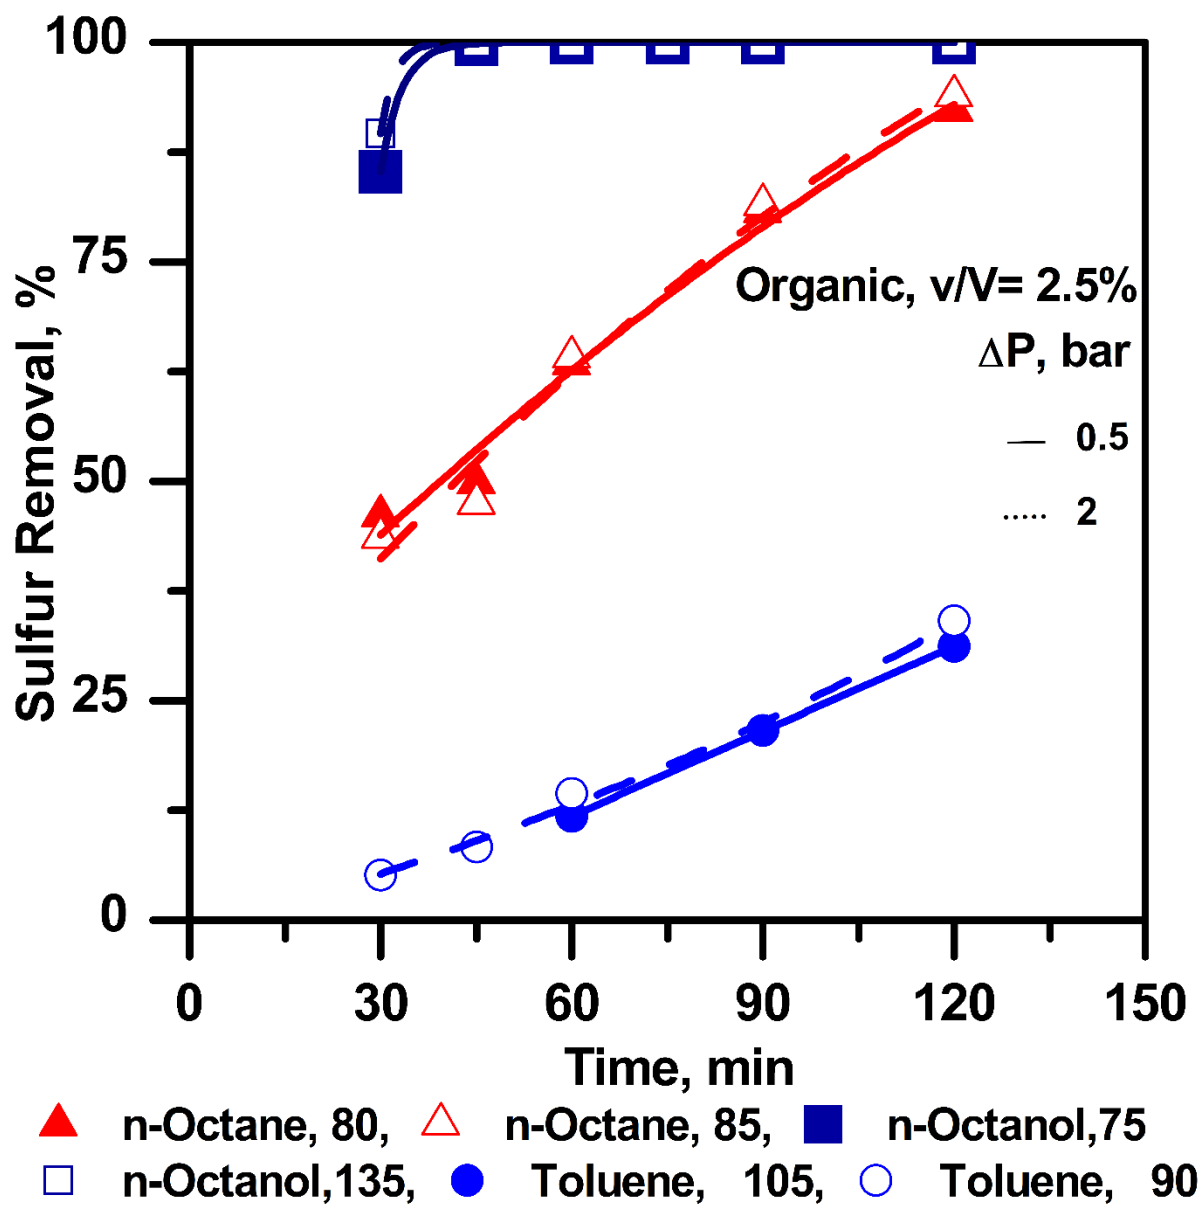 100
75
50
25
0
Sulfur Removal, %
Organic, v/V= 2.5%
ΔP, bar
— 0.5
..... 2
0 30 60 90 120 150
Time, min
n-Octane, 80, n-Octane, 85, n-Octanol,75
n-Octanol,135, Toluene, 105, Toluene, 90